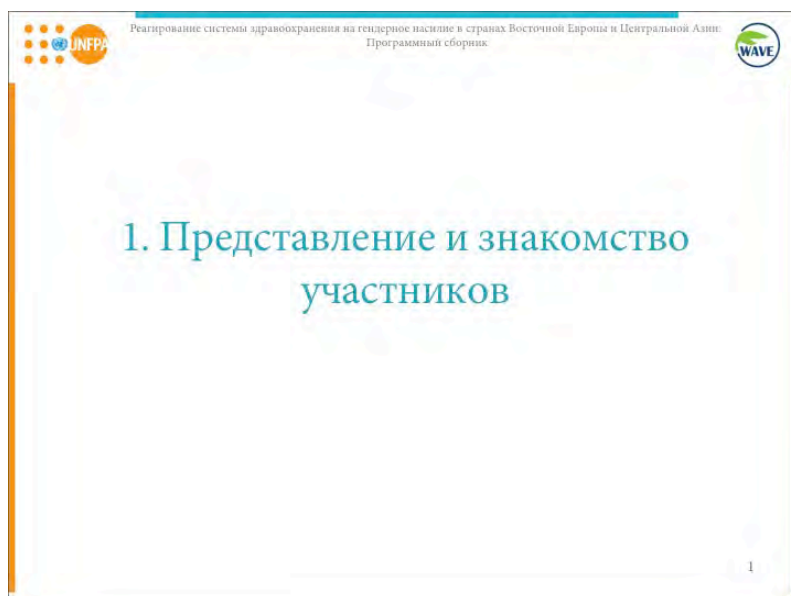 UNFPA
Реагирование системы здравоохранения на гендерное насилие в странах Восточной Европы и Центральной Азии:
Программный сборник
WAVE
1. Представление и знакомство
участников
1